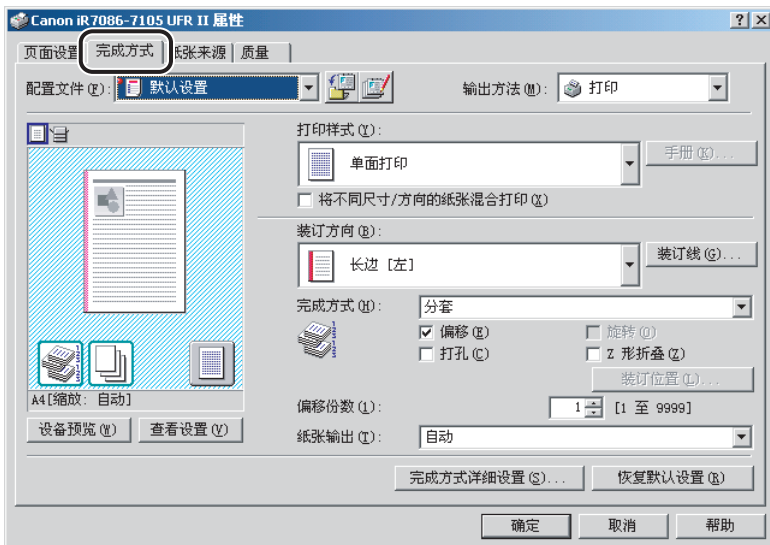 Canon iR7086-7105 UFR II 属性
页面设置 完成方式 纸张来源 质量
配置文件(F): 默认设置 输出方法(M): 打印
打印样式(Y):
单面打印 手册(K)...
将不同尺寸/方向的纸张混合打印(X)
装订方向(B):
长边 [左] 装订线(G)...
完成方式(H): 分套
偏移(E) 旋转(O)
打孔(C) Z 形折叠(Z)
装订位置(L)...
A4[缩放: 自动]
偏移份数(1): 1 [1 至 9999]
设备预览(W) 查看设置(V)
纸张输出(T): 自动
完成方式详细设置(S)... 恢复默认设置(R)
确定 取消 帮助